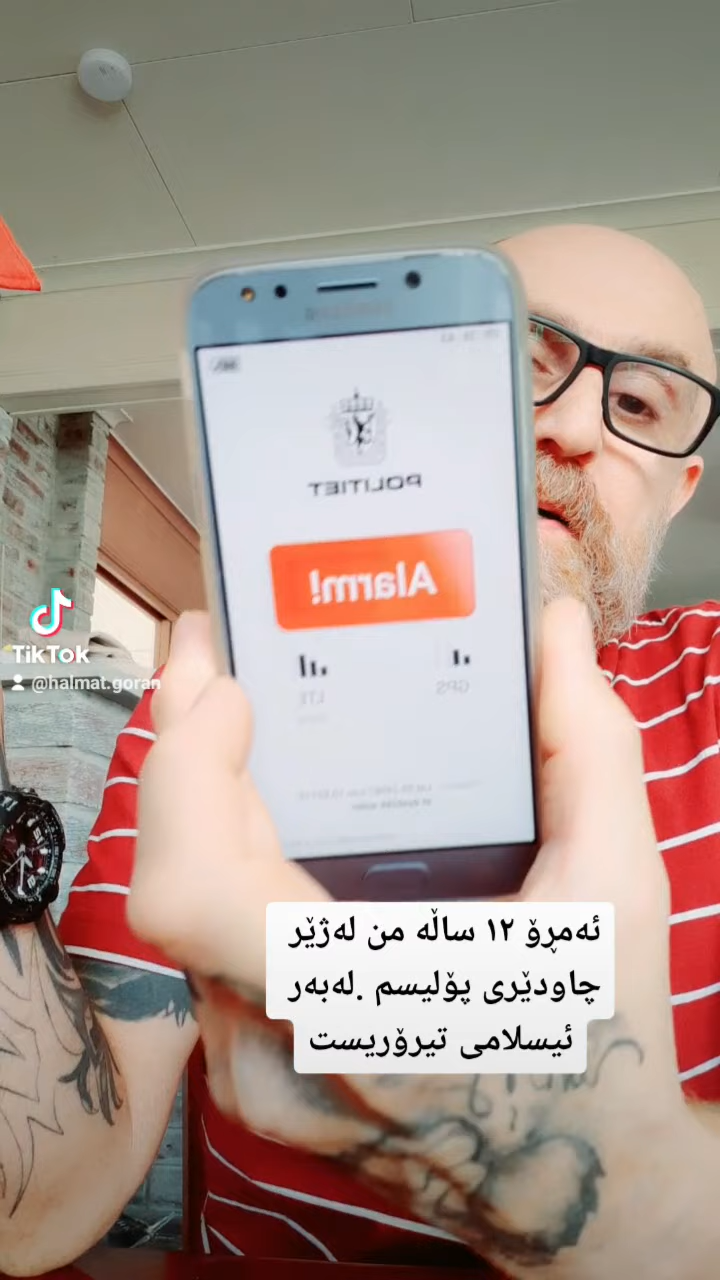 POLITIET
Alarm!
LTE
GPS
TikTok
@halmat.goran
ئەمڕۆ ١٢ ساڵە من لەژێر
چاودێری پۆلیسم .لەبەر
ئیسلامی تیرۆریست